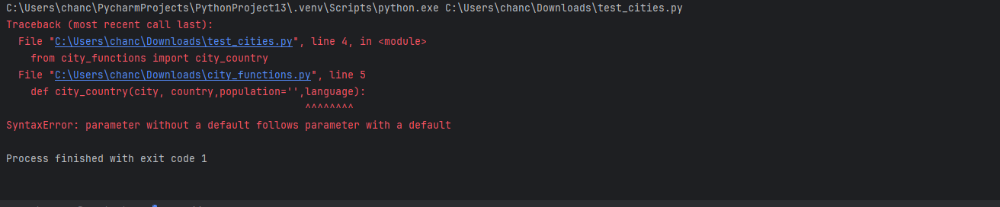 C:\Users\chanc\PycharmProjects\PythonProject13\.venv\Scripts\python.exe C:\Users\chanc\Downloads\test_cities.py
Traceback (most recent call last):
  File "C:\Users\chanc\Downloads\test_cities.py", line 4, in <module>
    from city_functions import city_country
  File "C:\Users\chanc\Downloads\city_functions.py", line 5
    def city_country(city, country,population='',language):
                                                 ^^^^^^^^
SyntaxError: parameter without a default follows parameter with a default
Process finished with exit code 1